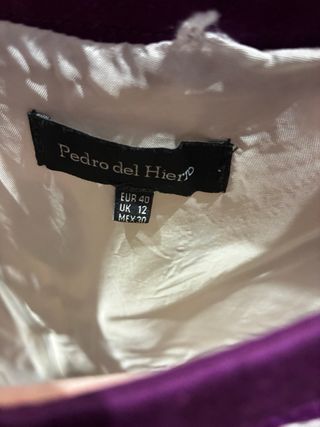 Pedro del Hierro
EUR 40
UK 12
MEX 30